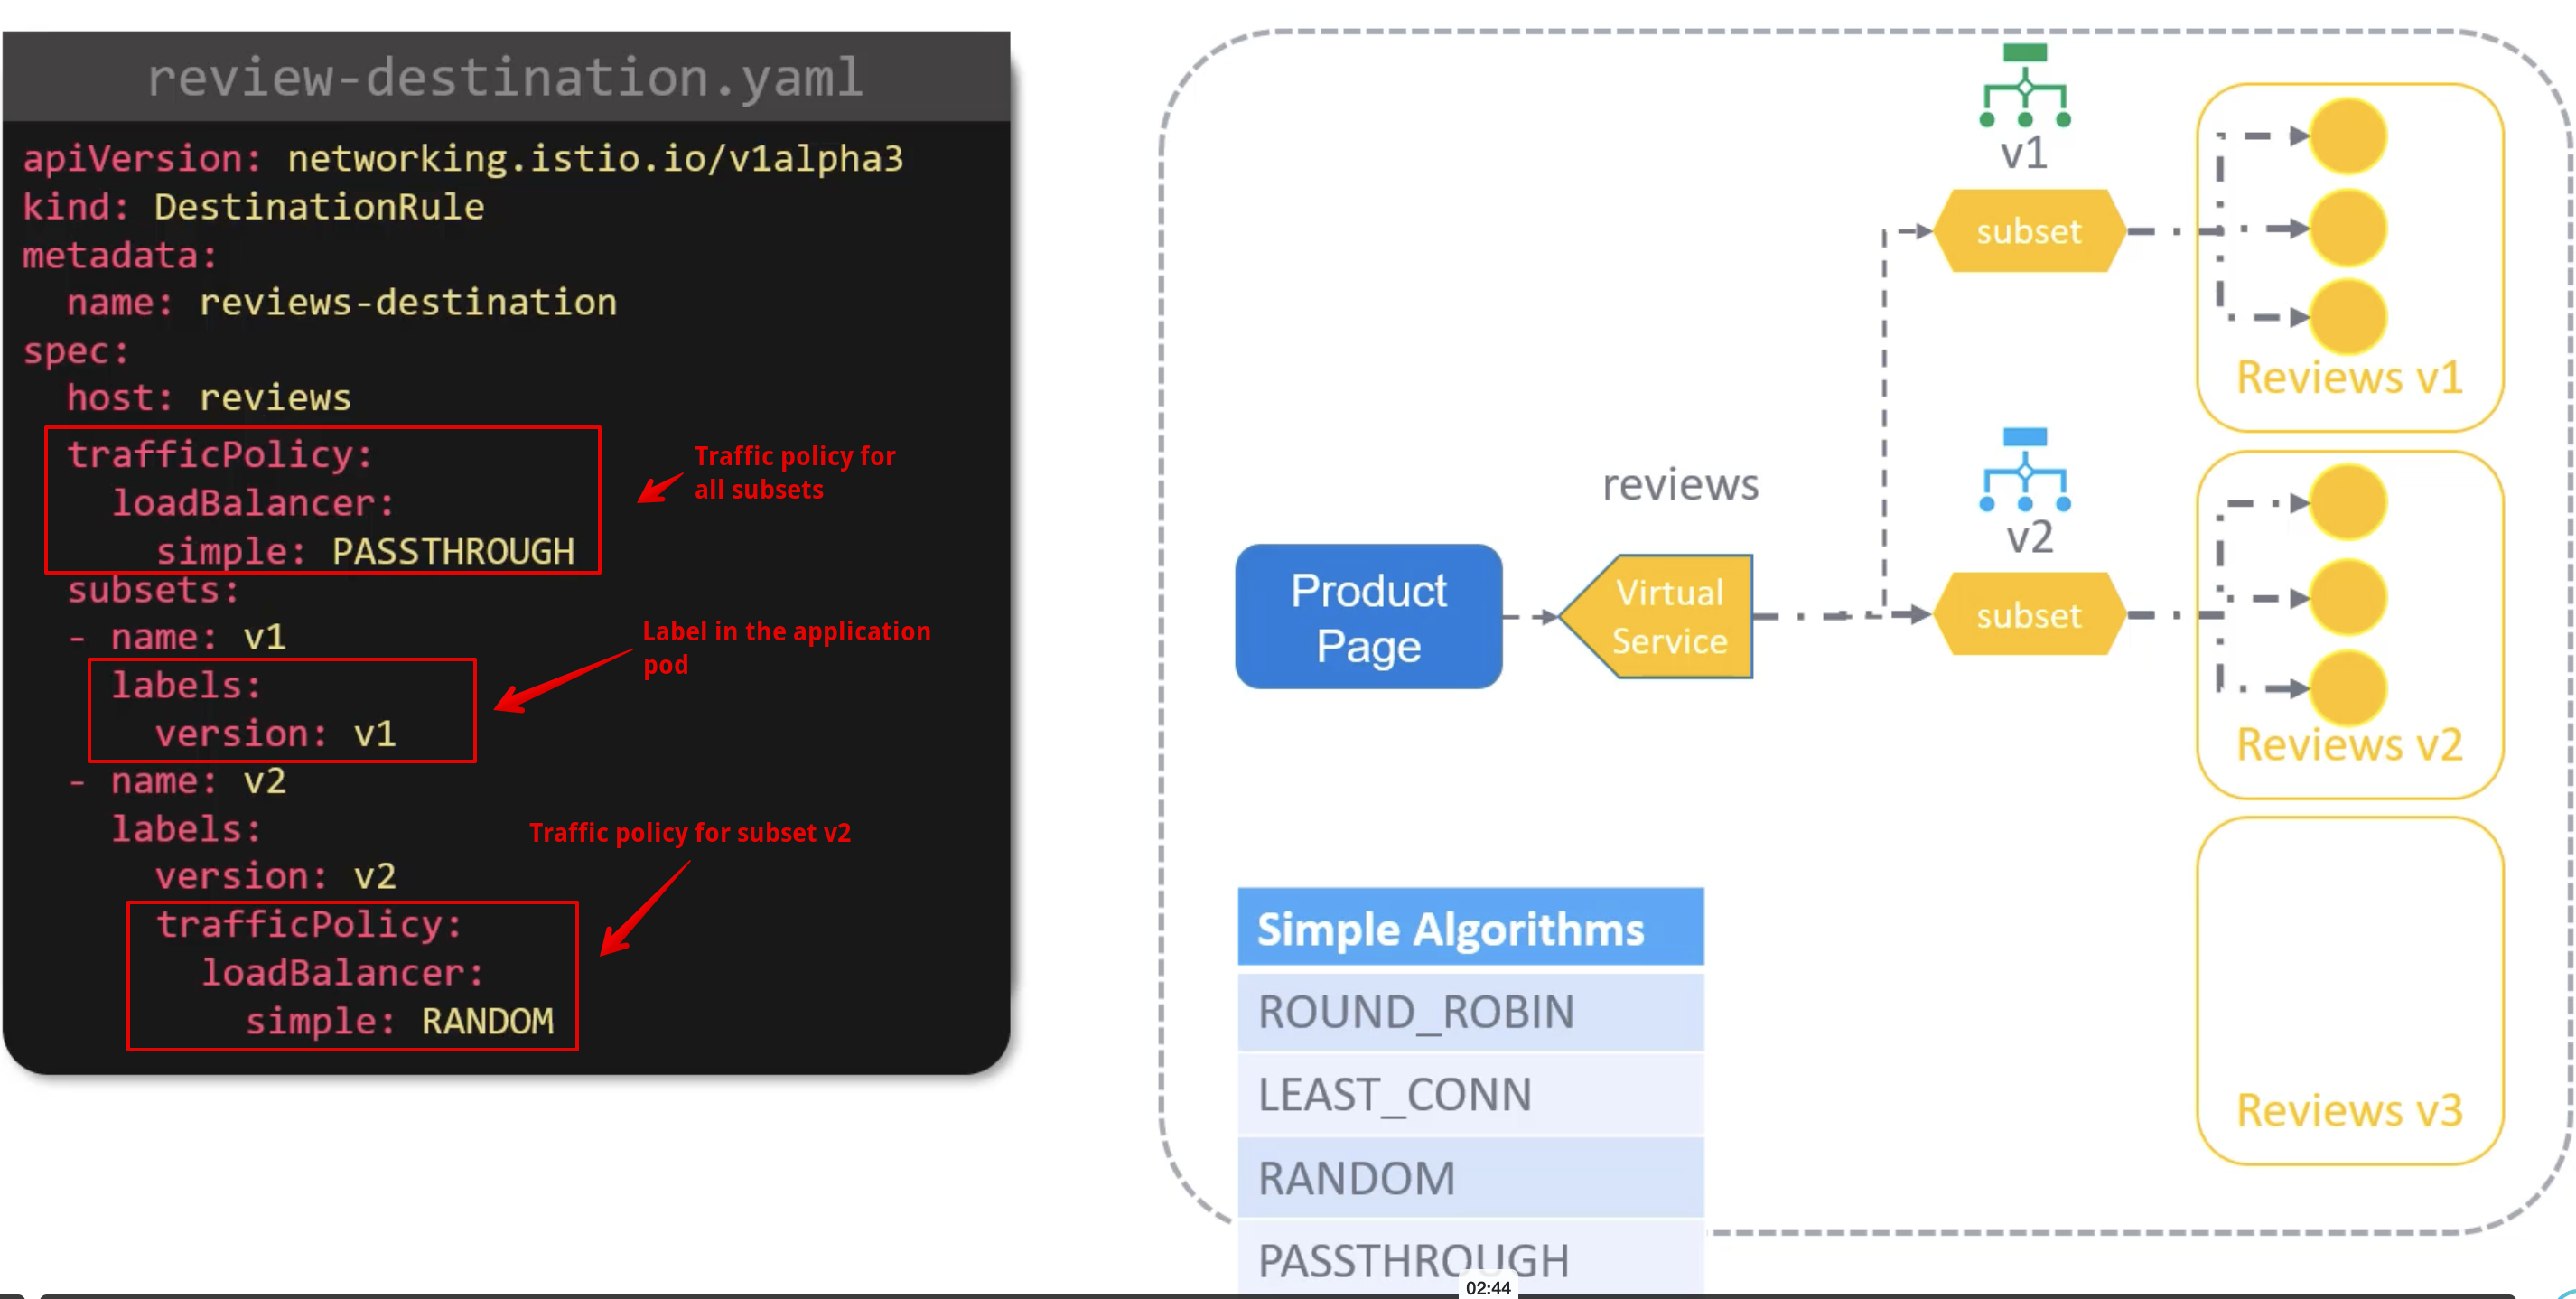 review-destination.yaml
apiVersion: networking.istio.io/v1alpha3
kind: DestinationRule
metadata:
  name: reviews-destination
spec:
  host: reviews
  trafficPolicy:
    loadBalancer:
      simple: PASSTHROUGH
  subsets:
  - name: v1
    labels:
      version: v1
  - name: v2
    labels:
      version: v2
      trafficPolicy:
        loadBalancer:
          simple: RANDOM
Traffic policy for
all subsets
Label in the application
pod
Traffic policy for subset v2
v1
subset
Reviews v1
reviews
v2
Product
Page
Virtual
Service
subset
Reviews v2
Reviews v3
Simple Algorithms
ROUND_ROBIN
LEAST_CONN
RANDOM
PASSTHROUGH
02:44